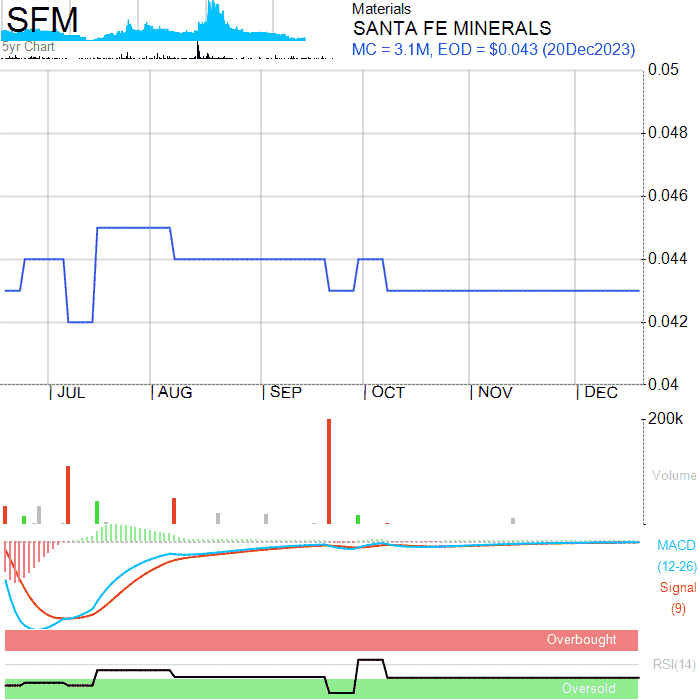 SFM
5yr Chart
Materials
SANTA FE MINERALS
MC = 3.1M, EOD = $0.043 (20Dec2023)
0.05
0.048
0.046
0.044
0.042
0.04
JUL AUG SEP OCT NOV DEC
200k
Volume
MACD
(12-26)
Signal
(9)
Overbought
RSI(14)
Oversold